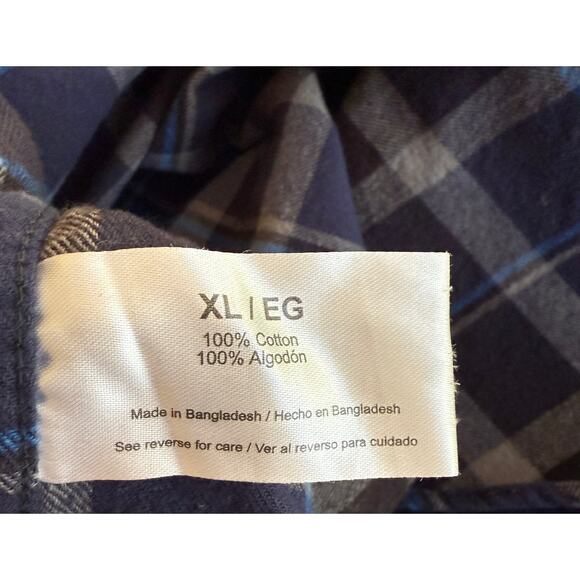 XL | EG
100% Cotton
100% Algodón
Made in Bangladesh / Hecho en Bangladesh
See reverse for care / Ver al reverso para cuidado